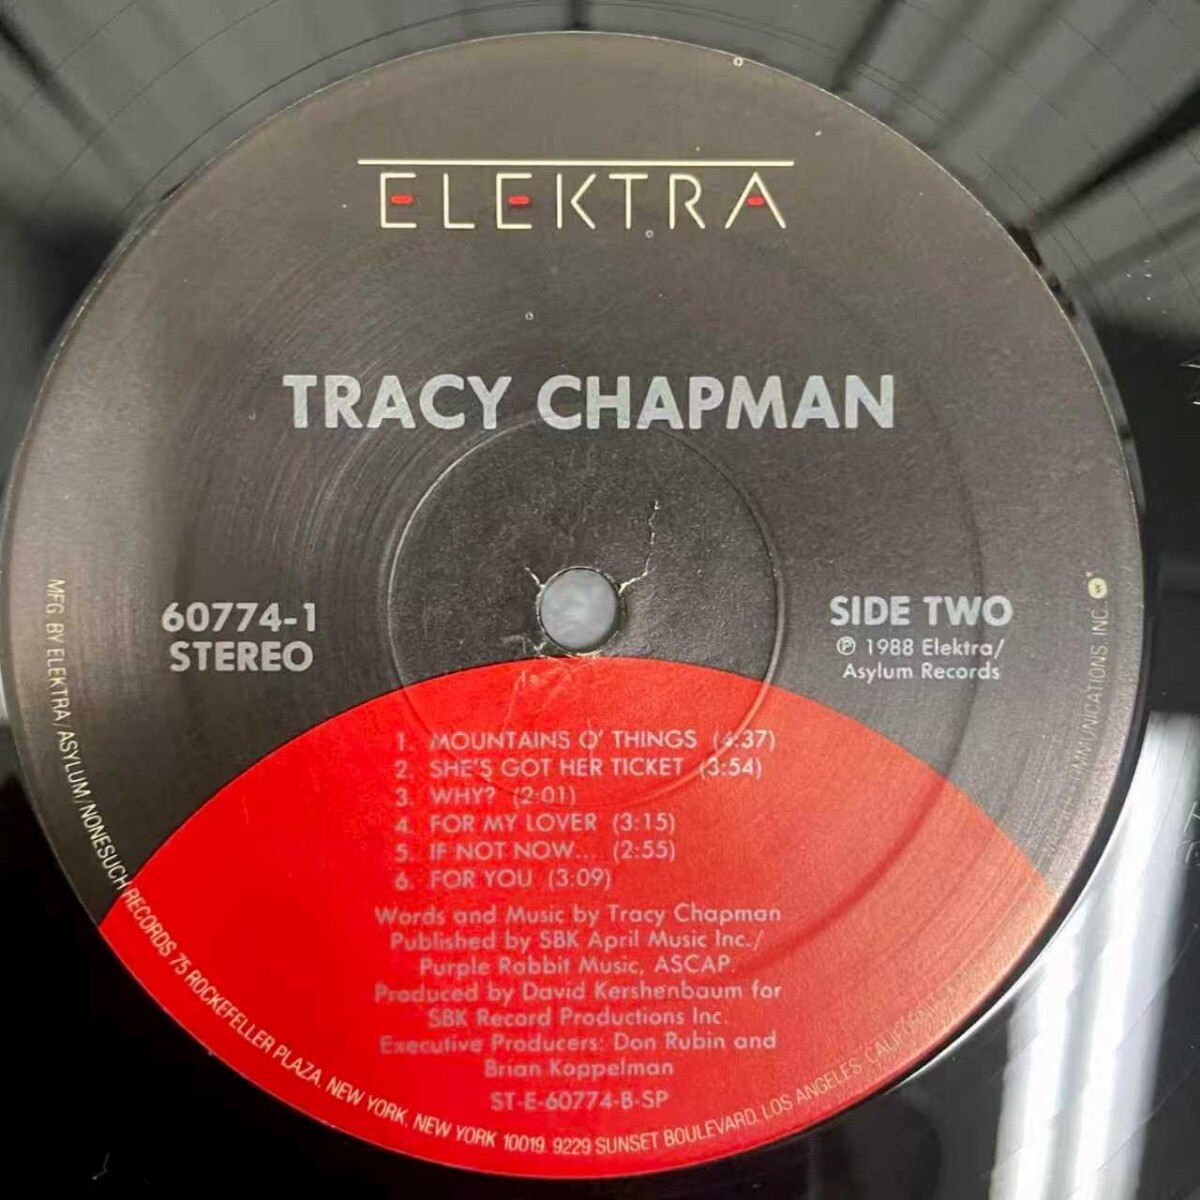 ELEKTRA
TRACY CHAPMAN
60774-1
STEREO
SIDE TWO
℗ 1988 Elektra/
Asylum Records
1. MOUNTAINS O' THINGS (4:37)
2. SHE'S GOT HER TICKET (3:54)
3. WHY? (2:01)
4. FOR MY LOVER (3:15)
5. IF NOT NOW... (2:55)
6. FOR YOU (3:09)
Words and Music by Tracy Chapman
Published by SBK April Music Inc./
Purple Rabbit Music, ASCAP.
Produced by David Kershenbaum for
SBK Record Productions Inc.
Executive Producers: Don Rubin and
Brian Koppelman
ST-E-60774-B-SP
MFG BY ELEKTRA/ASYLUM/NONESUCH RECORDS 75 ROCKEFELLER PLAZA, NEW YORK, NEW YORK 10019. 9229 SUNSET BOULEVARD, LOS ANGELES, INC.